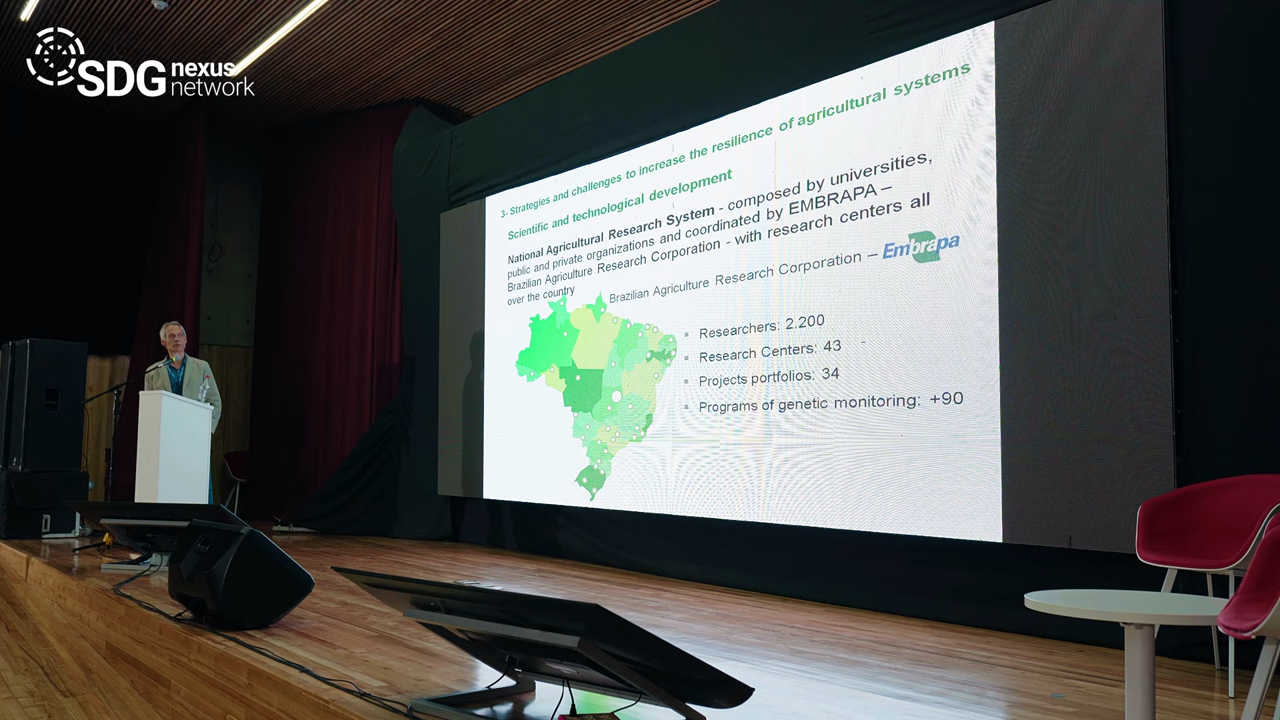 SDG nexus
network
3- Strategies and challenges to increase the resilience of agricultural systems
Scientific and technological development
National Agricultural Research System - composed by universities,
public and private organizations and coordinated by EMBRAPA –
Brazilian Agriculture Research Corporation - with research centers all
over the country
Brazilian Agriculture Research Corporation – Embrapa
▪ Researchers: 2.200
▪ Research Centers: 43
▪ Projects portfolios: 34
▪ Programs of genetic monitoring: +90